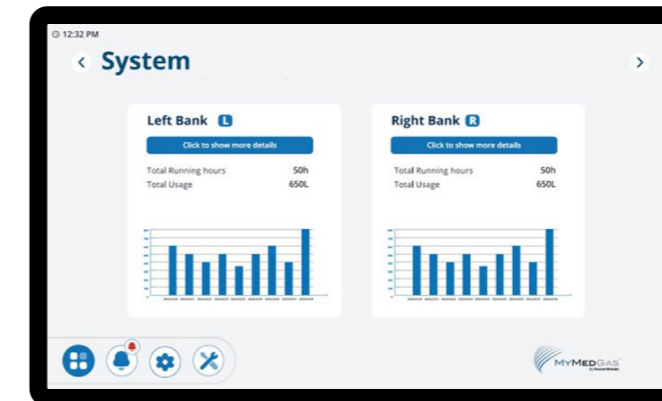 12:32 PM
System
Left Bank L
Click to show more details
Total Running hours 50h
Total Usage 650L
Right Bank R
Click to show more details
Total Running hours 50h
Total Usage 650L
MYMEDGAS